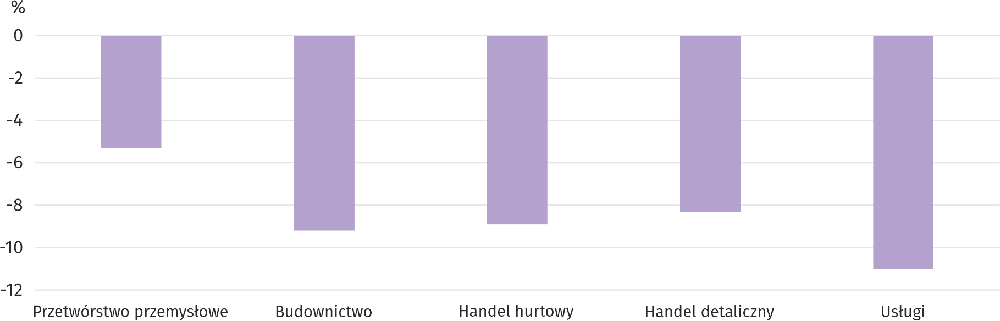 %
0
-2
-4
-6
-8
-10
-12
Przetwórstwo przemysłowe
Budownictwo
Handel hurtowy
Handel detaliczny
Usługi